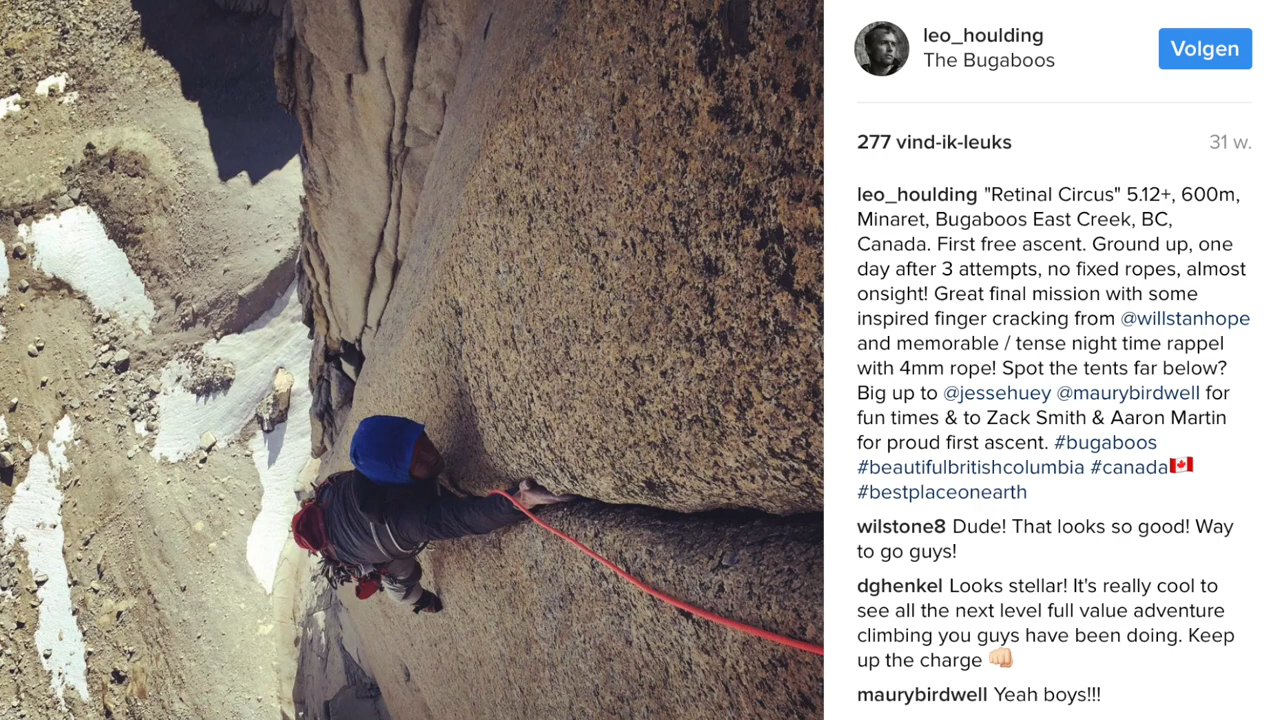 leo_houlding
The Bugaboos
Volgen
277 vind-ik-leuks
31 w.
leo_houlding "Retinal Circus" 5.12+, 600m,
Minaret, Bugaboos East Creek, BC,
Canada. First free ascent. Ground up, one
day after 3 attempts, no fixed ropes, almost
onsight! Great final mission with some
inspired finger cracking from @willstanhope
and memorable / tense night time rappel
with 4mm rope! Spot the tents far below?
Big up to @jessehuey @maurybirdwell for
fun times & to Zack Smith & Aaron Martin
for proud first ascent. #bugaboos
#beautifulbritishcolumbia #canada🇨🇦
#bestplaceonearth
wilstone8 Dude! That looks so good! Way
to go guys!
dghenkel Looks stellar! It's really cool to
see all the next level full value adventure
climbing you guys have been doing. Keep
up the charge 👊🏻
maurybirdwell Yeah boys!!!